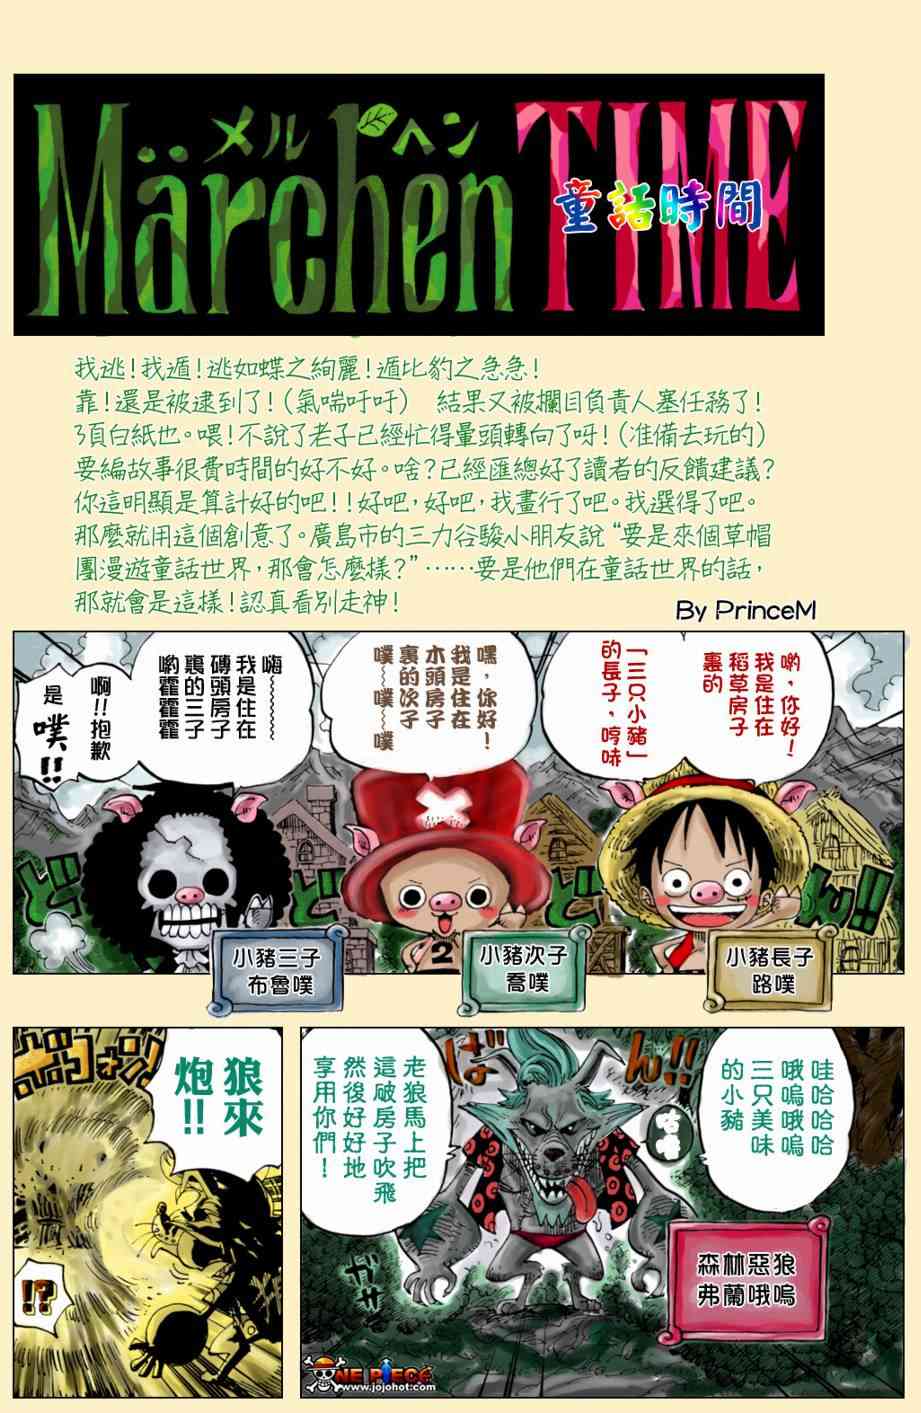 Märchen TIME
メルヘン
童話時間
我逃!我遁!逃如蝶之絢麗!遁比豹之急急!
靠!還是被逮到了!(氣喘吁吁) 結果又被欄目負責人塞任務了!
3頁白紙也。喂!不說了老子已經忙得暈頭轉向了呀!(准備去玩的)
要編故事很費時間的好不好。啥?已經匯總好了讀者的反饋建議?
你這明顯是算計好的吧!!好吧,好吧,我畫行了吧。我選得了吧。
那麼就用這個創意了。廣島市的三力谷駿小朋友說“要是來個草帽
團漫遊童話世界,那會怎麼樣?”……要是他們在童話世界的話,
那就會是這樣!認真看別走神!
By PrinceM
喲,你好!
我是住在
稻草房子
裏的
「三只小豬」
的長子,哼哧
嘿,你好!
我是住在
木頭房子
裏的次子
噗~~噗~噗
嗨~~~~~
我是住在
磚頭房子
裏的三子
喲霍霍霍
啊!!抱歉
是
噗!!
どどん!!
小豬長子
路噗
小豬次子
喬噗
小豬三子
布魯噗
2
哇哈哈哈
哦嗚哦嗚
三只美味
的小豬
ばん!!
老狼馬上把
這破房子吹飛
然後好好地
享用你們!
ガオ
森林惡狼
弗蘭哦嗚
ONE PIECE
www.jojohot.com
狼來
炮!!
!?